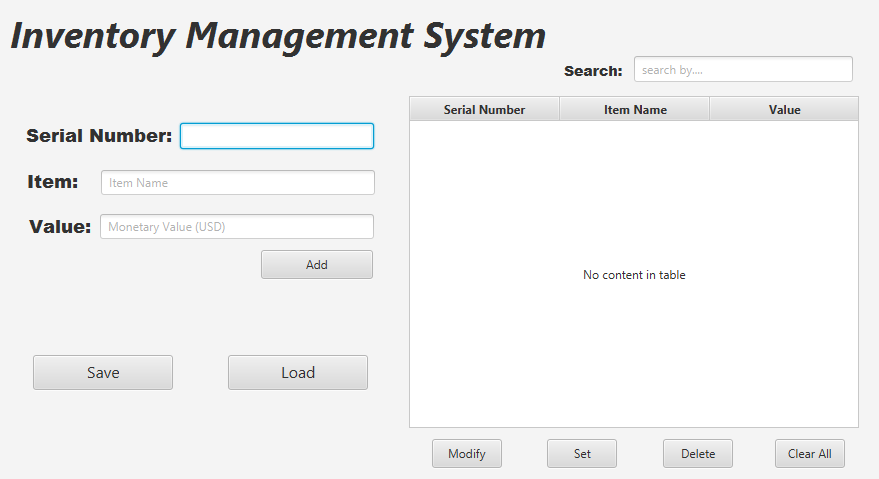 Inventory Management System
Search: search by....
Serial Number Item Name Value
Serial Number:
Item: Item Name
Value: Monetary Value (USD)
Add
No content in table
Save Load
Modify Set Delete Clear All